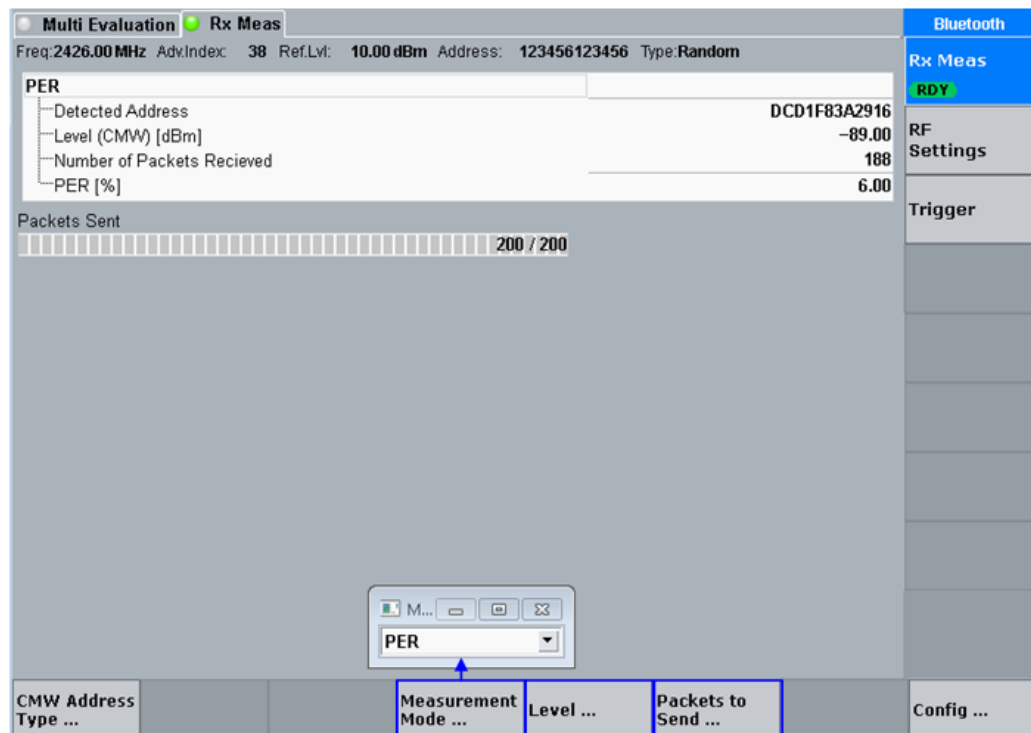 Multi Evaluation Rx Meas
Bluetooth
Freq:2426.00 MHz Adv.Index: 38 Ref.Lvl: 10.00 dBm Address: 123456123456 Type:Random
Rx Meas
RDY
PER
Detected Address DCD1F83A2916
Level (CMW) [dBm] -89.00
Number of Packets Recieved 188
PER [%] 6.00
RF
Settings
Trigger
Packets Sent
200 / 200
M...
PER
CMW Address
Type ...
Measurement
Mode ...
Level ...
Packets to
Send ...
Config ...